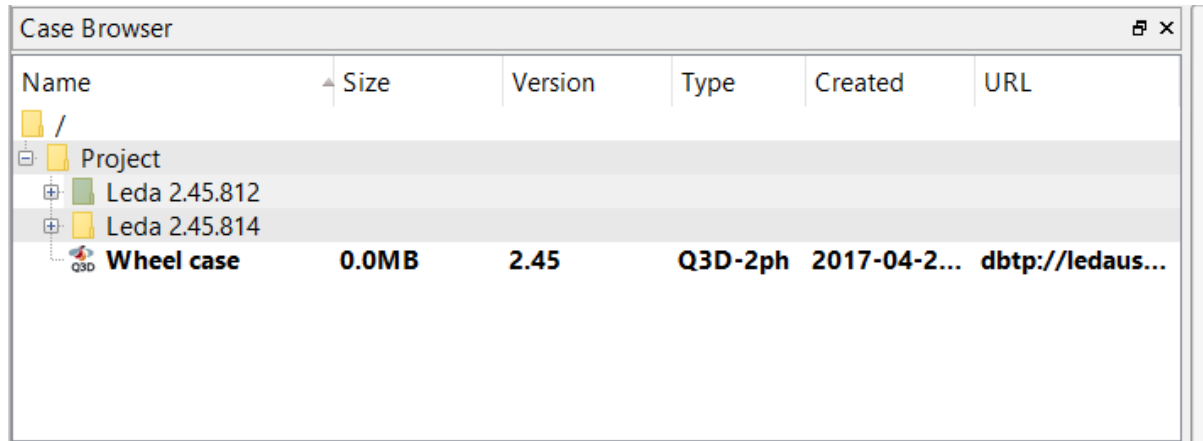 Case Browser
Name Size Version Type Created URL
/
Project
Leda 2.45.812
Leda 2.45.814
Q3D Wheel case 0.0MB 2.45 Q3D-2ph 2017-04-2... dbtp://ledaus...